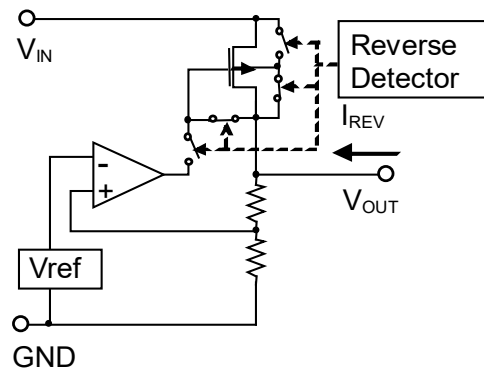 VIN
Reverse
Detector
IREV
-
+
VOUT
Vref
GND